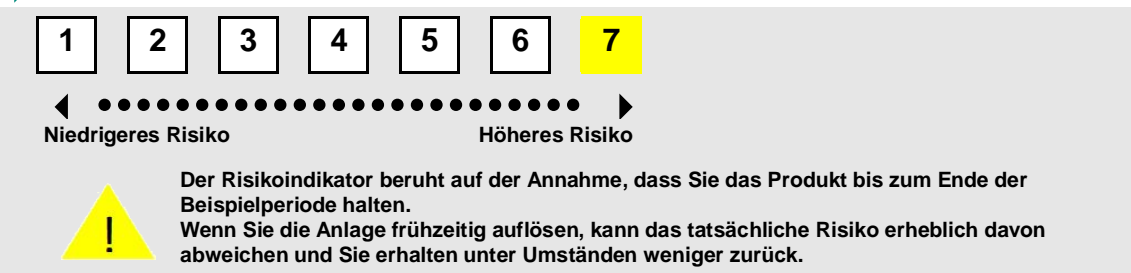 1 2 3 4 5 6 7
Niedrigeres Risiko Höheres Risiko
Der Risikoindikator beruht auf der Annahme, dass Sie das Produkt bis zum Ende der
Beispielperiode halten.
Wenn Sie die Anlage frühzeitig auflösen, kann das tatsächliche Risiko erheblich davon
abweichen und Sie erhalten unter Umständen weniger zurück.
!